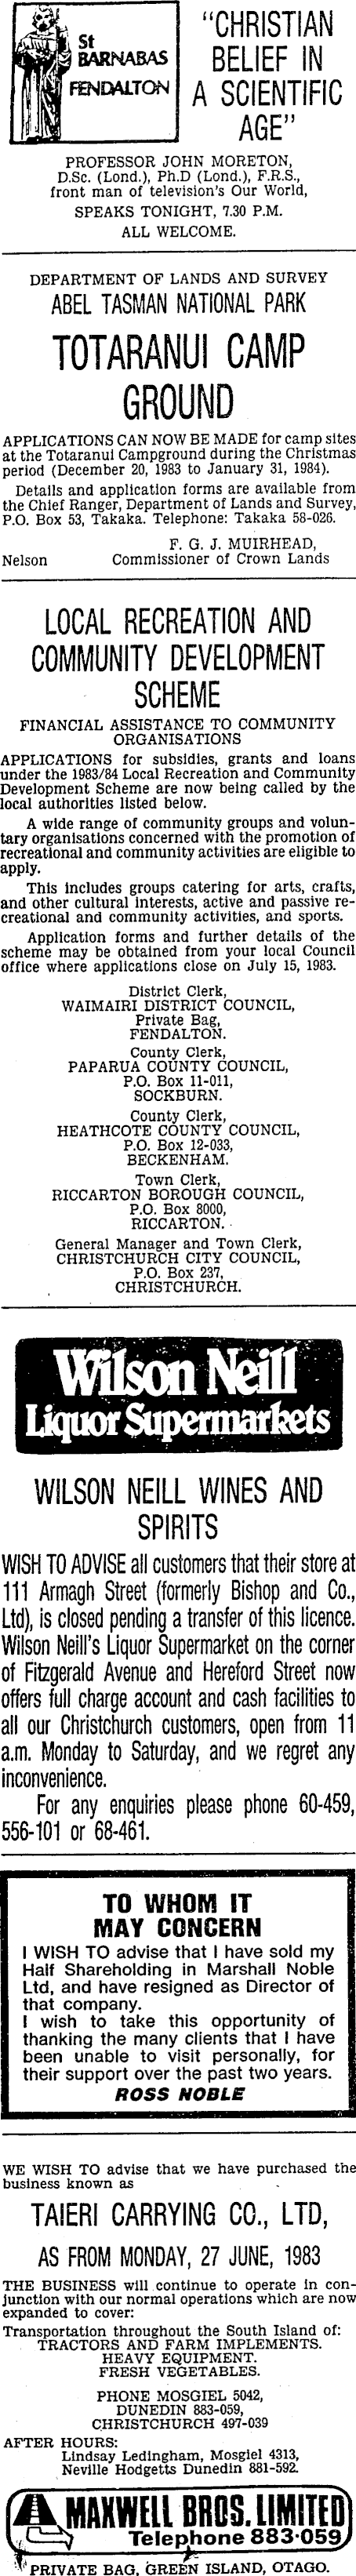 St
BARNABAS
FENDALTON
"CHRISTIAN
BELIEF IN
A SCIENTIFIC
AGE"
PROFESSOR JOHN MORETON,
D.Sc. (Lond.), Ph.D (Lond.), F.R.S.,
front man of television's Our World,
SPEAKS TONIGHT, 7.30 P.M.
ALL WELCOME.
DEPARTMENT OF LANDS AND SURVEY
ABEL TASMAN NATIONAL PARK
TOTARANUI CAMP
GROUND
APPLICATIONS CAN NOW BE MADE for camp sites
at the Totaranui Campground during the Christmas
period (December 20, 1983 to January 31, 1984).
Details and application forms are available from
the Chief Ranger, Department of Lands and Survey,
P.O. Box 53, Takaka. Telephone: Takaka 58-026.
F. G. J. MUIRHEAD,
Nelson Commissioner of Crown Lands
LOCAL RECREATION AND
COMMUNITY DEVELOPMENT
SCHEME
FINANCIAL ASSISTANCE TO COMMUNITY
ORGANISATIONS
APPLICATIONS for subsidies, grants and loans
under the 1983/84 Local Recreation and Community
Development Scheme are now being called by the
local authorities listed below.
A wide range of community groups and volun-
tary organisations concerned with the promotion of
recreational and community activities are eligible to
apply.
This includes groups catering for arts, crafts,
and other cultural interests, active and passive re-
creational and community activities, and sports.
Application forms and further details of the
scheme may be obtained from your local Council
office where applications close on July 15, 1983.
District Clerk,
WAIMAIRI DISTRICT COUNCIL,
Private Bag,
FENDALTON.
County Clerk,
PAPARUA COUNTY COUNCIL,
P.O. Box 11-011,
SOCKBURN.
County Clerk,
HEATHCOTE COUNTY COUNCIL,
P.O. Box 12-033,
BECKENHAM.
Town Clerk,
RICCARTON BOROUGH COUNCIL,
P.O. Box 8000,
RICCARTON.
General Manager and Town Clerk,
CHRISTCHURCH CITY COUNCIL,
P.O. Box 237,
CHRISTCHURCH.
Wilson Neill
Liquor Supermarkets
WILSON NEILL WINES AND
SPIRITS
WISH TO ADVISE all customers that their store at
111 Armagh Street (formerly Bishop and Co.,
Ltd), is closed pending a transfer of this licence.
Wilson Neill's Liquor Supermarket on the corner
of Fitzgerald Avenue and Hereford Street now
offers full charge account and cash facilities to
all our Christchurch customers, open from 11
a.m. Monday to Saturday, and we regret any
inconvenience.
For any enquiries please phone 60-459,
556-101 or 68-461.
TO WHOM IT
MAY CONCERN
I WISH TO advise that I have sold my
Half Shareholding in Marshall Noble
Ltd, and have resigned as Director of
that company.
I wish to take this opportunity of
thanking the many clients that I have
been unable to visit personally, for
their support over the past two years.
ROSS NOBLE
WE WISH TO advise that we have purchased the
business known as
TAIERI CARRYING CO., LTD,
AS FROM MONDAY, 27 JUNE, 1983
THE BUSINESS will continue to operate in con-
junction with our normal operations which are now
expanded to cover:
Transportation throughout the South Island of:
TRACTORS AND FARM IMPLEMENTS.
HEAVY EQUIPMENT.
FRESH VEGETABLES.
PHONE MOSGIEL 5042,
DUNEDIN 883-059,
CHRISTCHURCH 497-039
AFTER HOURS:
Lindsay Ledingham, Mosgiel 4313,
Neville Hodgetts Dunedin 881-592.
MAXWELL BROS. LIMITED
Telephone 883·059
PRIVATE BAG, GREEN ISLAND, OTAGO.